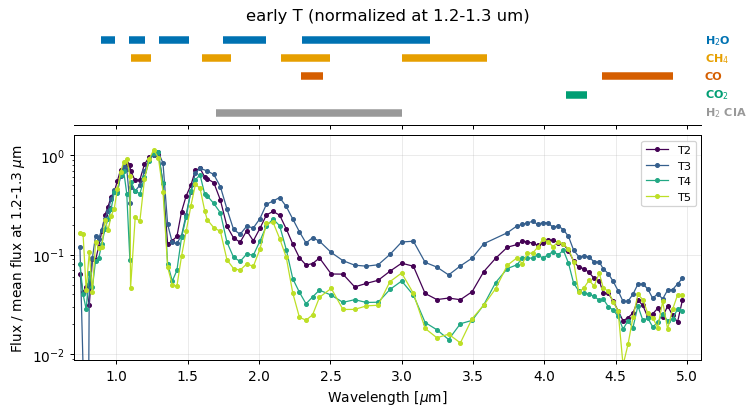 early T (normalized at 1.2-1.3 um)
H₂O
CH₄
CO
CO₂
H₂ CIA
Flux / mean flux at 1.2-1.3 μm
10⁰
10⁻¹
10⁻²
T2
T3
T4
T5
1.0 1.5 2.0 2.5 3.0 3.5 4.0 4.5 5.0
Wavelength [μm]